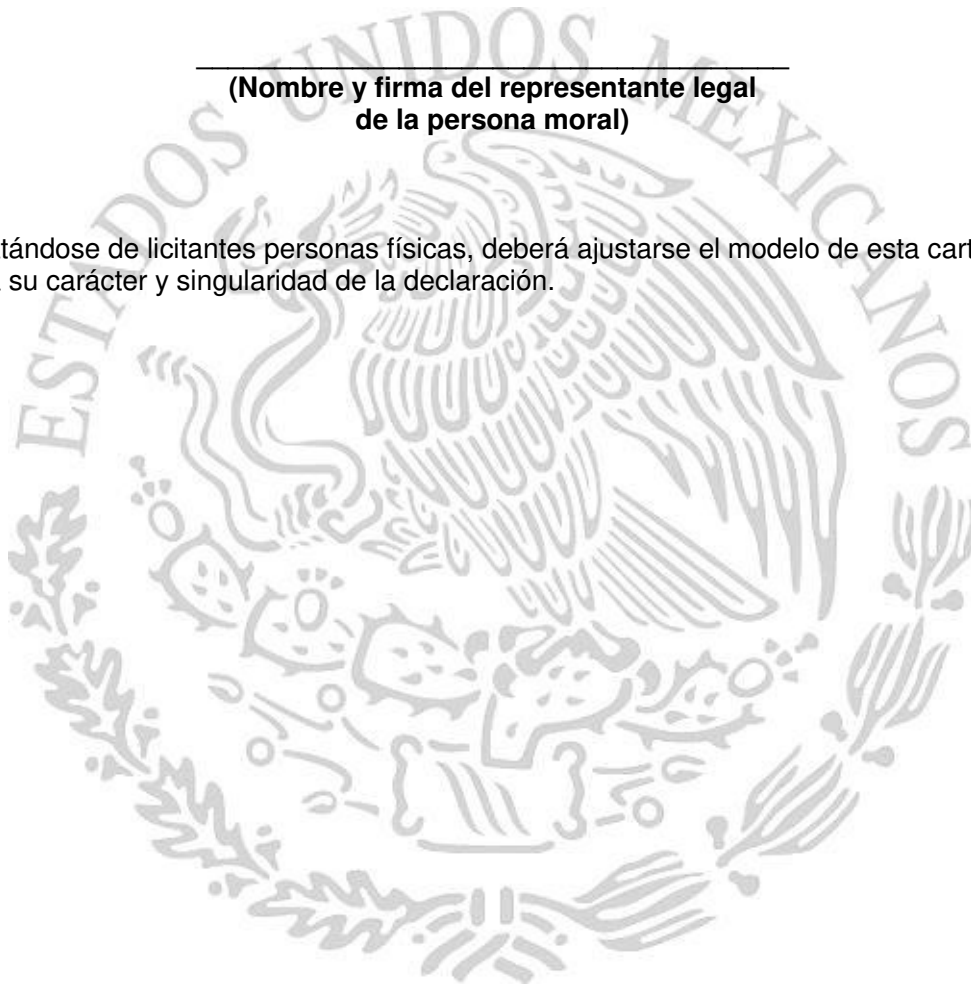 (Nombre y firma del representante legal
de la persona moral)
tándose de licitantes personas físicas, deberá ajustarse el modelo de esta cart
su carácter y singularidad de la declaración.
ESTADOS UNIDOS MEXICANOS